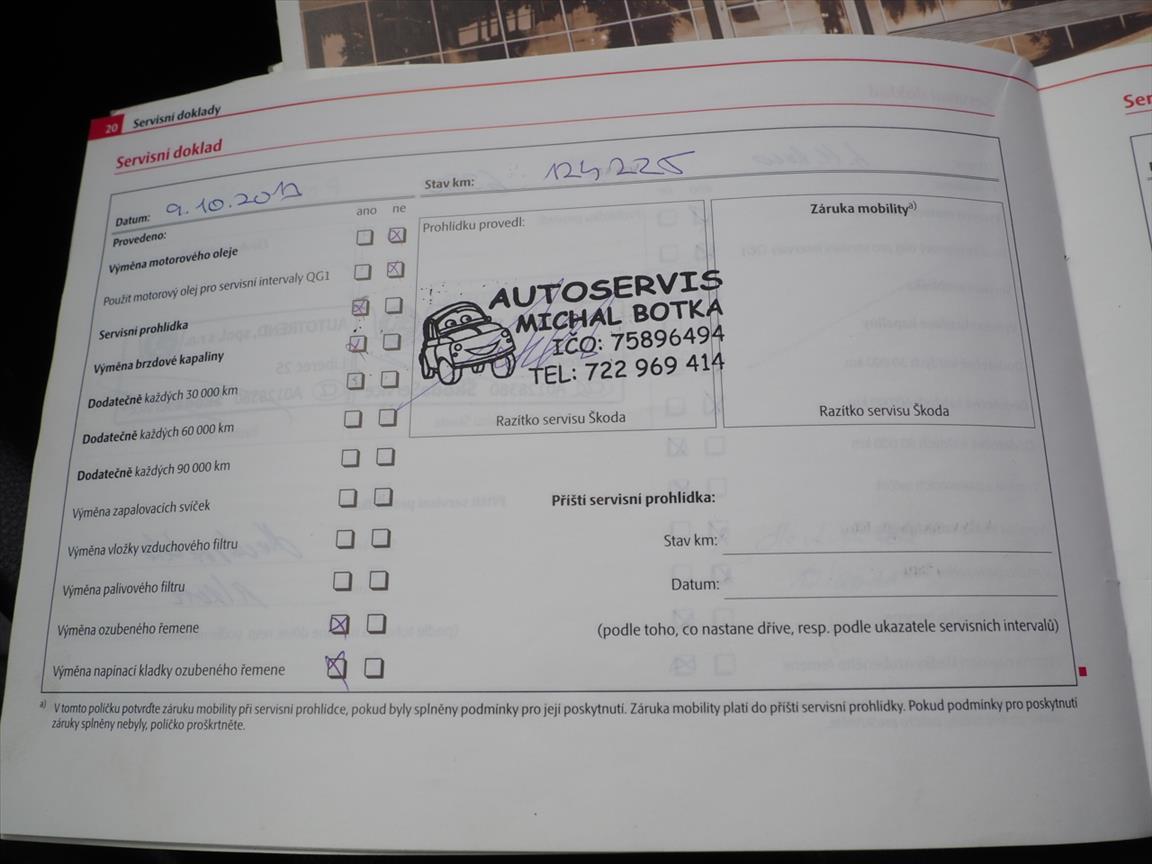 20 Servisní doklady
Servisní doklad
Datum: 9.10.2012
Stav km: 124 225
Provedeno:
ano ne
Výměna motorového oleje
Použit motorový olej pro servisní intervaly QG1
Servisní prohlídka
Výměna brzdové kapaliny
Dodatečně každých 30 000 km
Dodatečně každých 60 000 km
Dodatečně každých 90 000 km
Výměna zapalovacích svíček
Výměna vložky vzduchového filtru
Výměna palivového filtru
Výměna ozubeného řemene
Výměna napínací kladky ozubeného řemene
Prohlídku provedl:
AUTOSERVIS
MICHAL BOTKA
IČO: 75896494
TEL: 722 969 414
Razítko servisu Škoda
Záruka mobility a)
Razítko servisu Škoda
Příští servisní prohlídka:
Stav km:
Datum:
(podle toho, co nastane dříve, resp. podle ukazatele servisních intervalů)
a) V tomto políčku potvrďte záruku mobility při servisní prohlídce, pokud byly splněny podmínky pro její poskytnutí. Záruka mobility platí do příští servisní prohlídky. Pokud podmínky pro poskytnutí
záruky splněny nebyly, políčko proškrtněte.